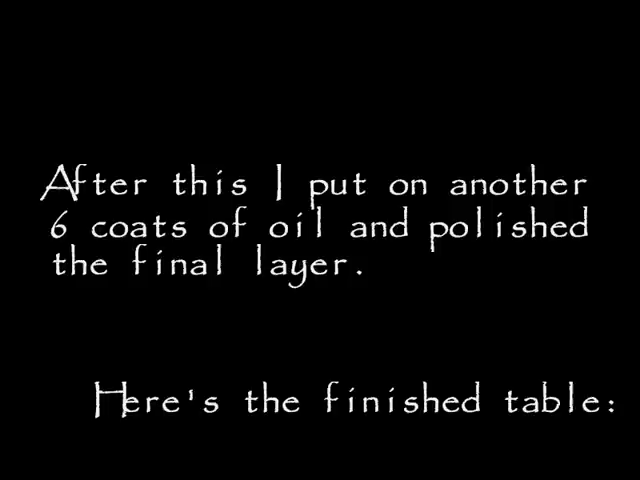 After this I put on another
6 coats of oil and polished
the final layer.
Here's the finished table: